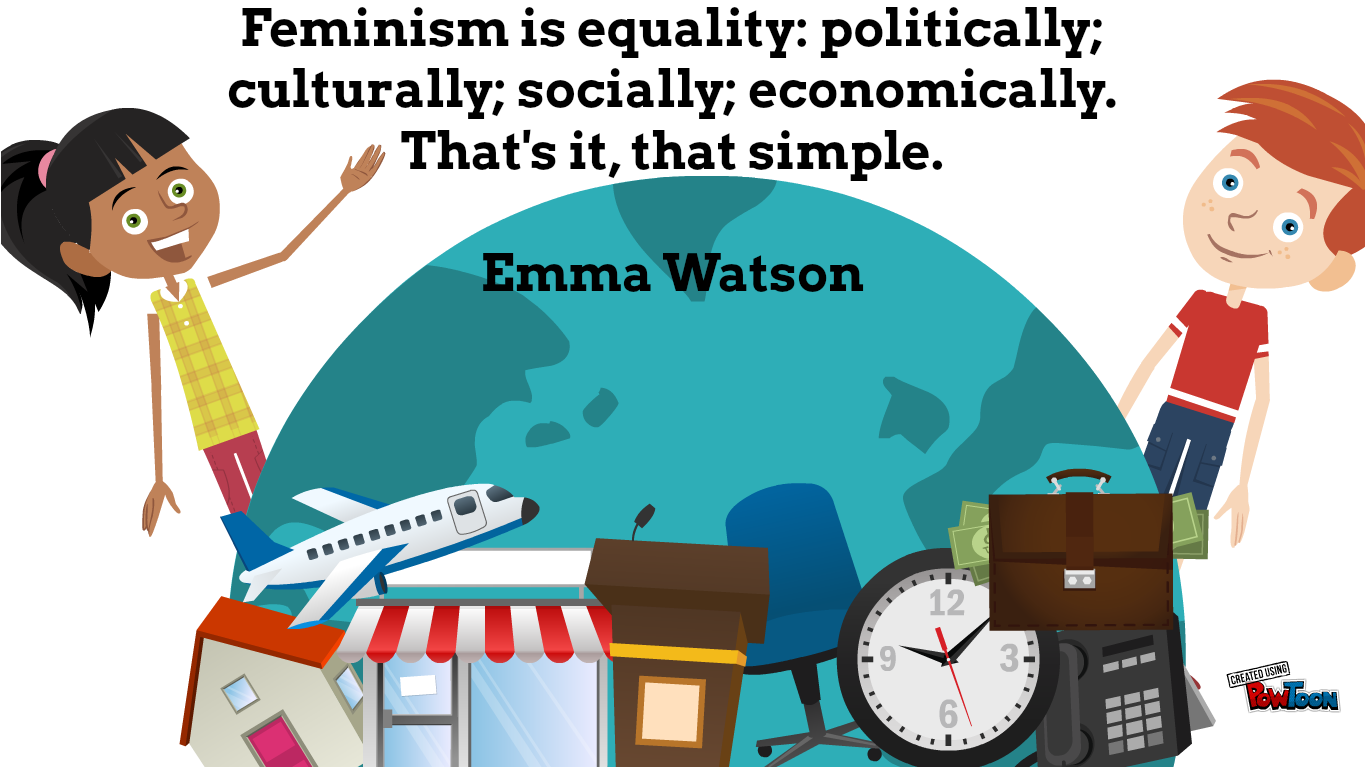 Feminism is equality: politically;
culturally; socially; economically.
That's it, that simple.
Emma Watson
12
9
3
6
CREATED USING
POWTOON